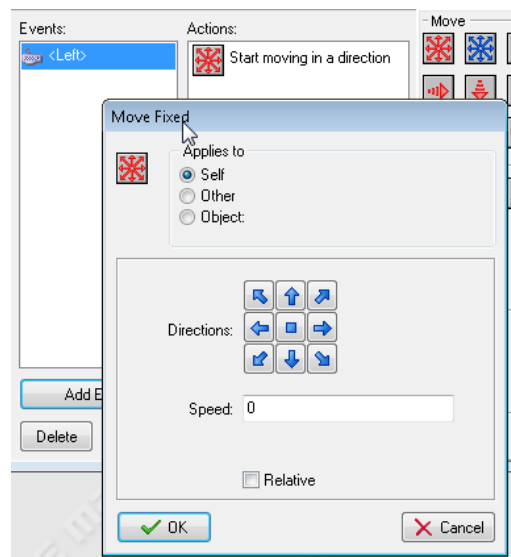 Events:
Actions:
Move
<Left>
Start moving in a direction
Move Fixed
Applies to
Self
Other
Object:
Directions:
Add E
Speed: 0
Delete
Relative
OK
Cancel